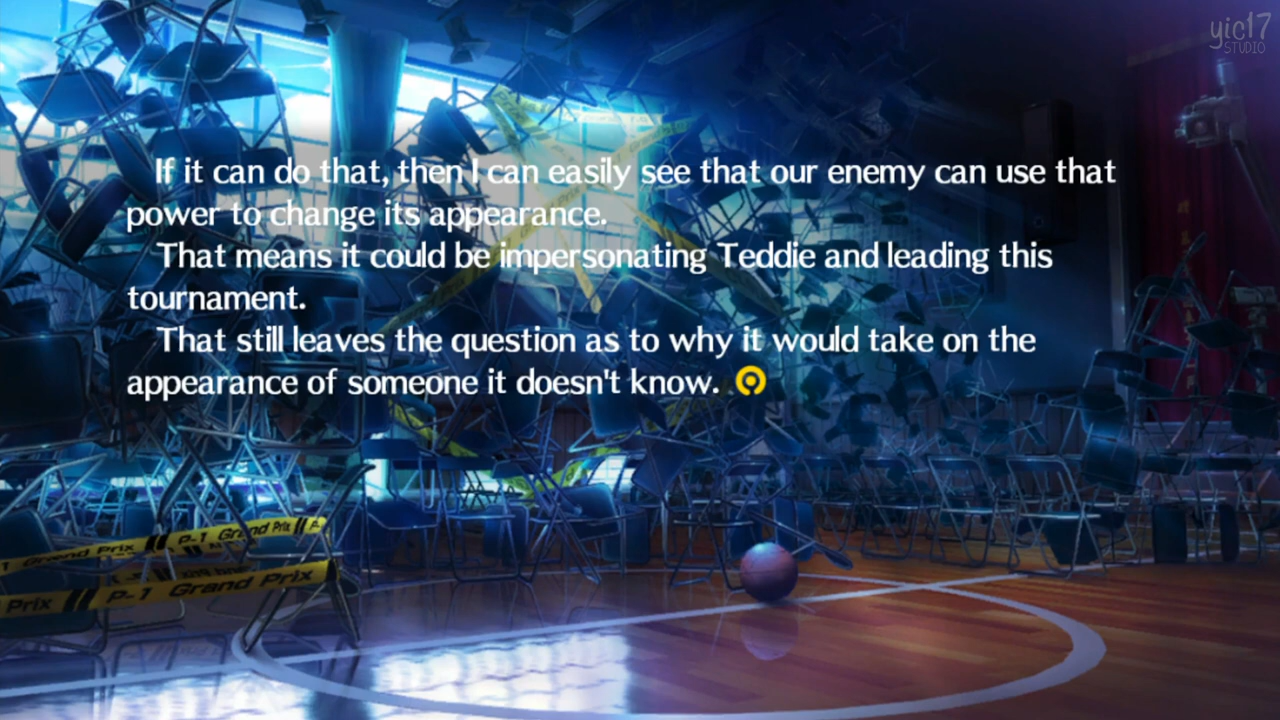 yic17
STUDIO
If it can do that, then I can easily see that our enemy can use that
power to change its appearance.
That means it could be impersonating Teddie and leading this
tournament.
That still leaves the question as to why it would take on the
appearance of someone it doesn't know.
P-1 Grand Prix
Grand Prix
Prix P-1 Grand Prix